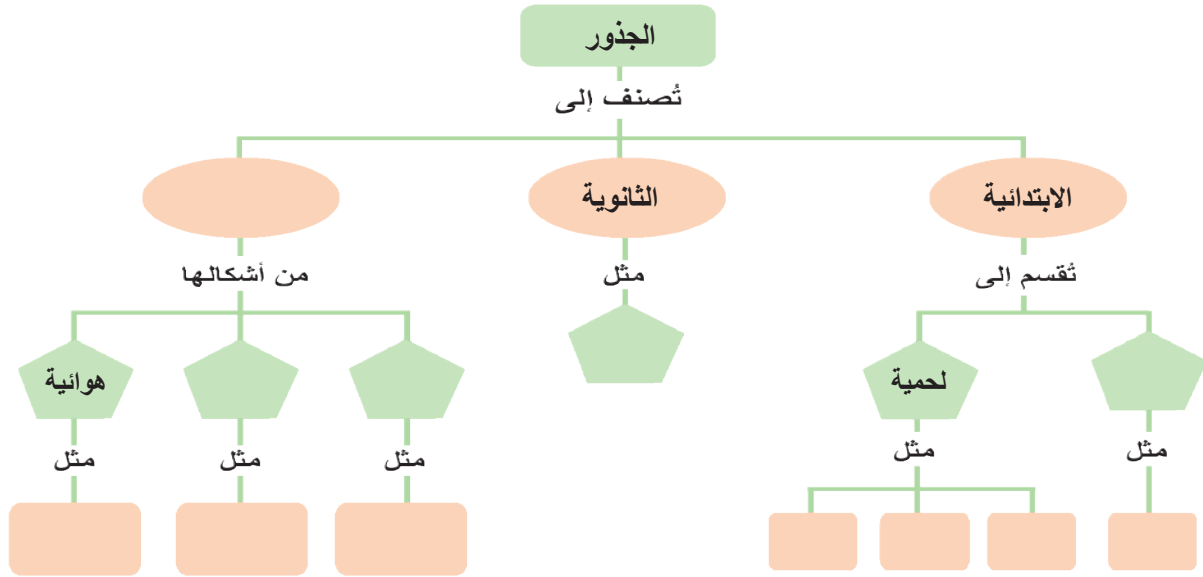 الجذور
تُصنف إلى
الابتدائية
الثانوية
تُقسم إلى
مثل
من أشكالها
لحمية
هوائية
مثل
مثل
مثل
مثل
مثل